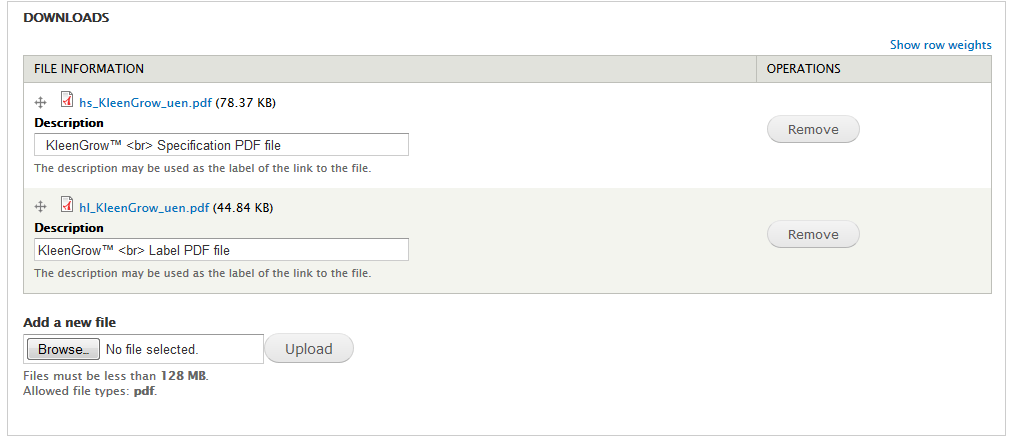 DOWNLOADS
Show row weights
FILE INFORMATION OPERATIONS
hs_KleenGrow_uen.pdf (78.37 KB)
Description
KleenGrow™ <br> Specification PDF file
Remove
The description may be used as the label of the link to the file.
hl_KleenGrow_uen.pdf (44.84 KB)
Description
KleenGrow™ <br> Label PDF file
Remove
The description may be used as the label of the link to the file.
Add a new file
Browse... No file selected. Upload
Files must be less than 128 MB.
Allowed file types: pdf.